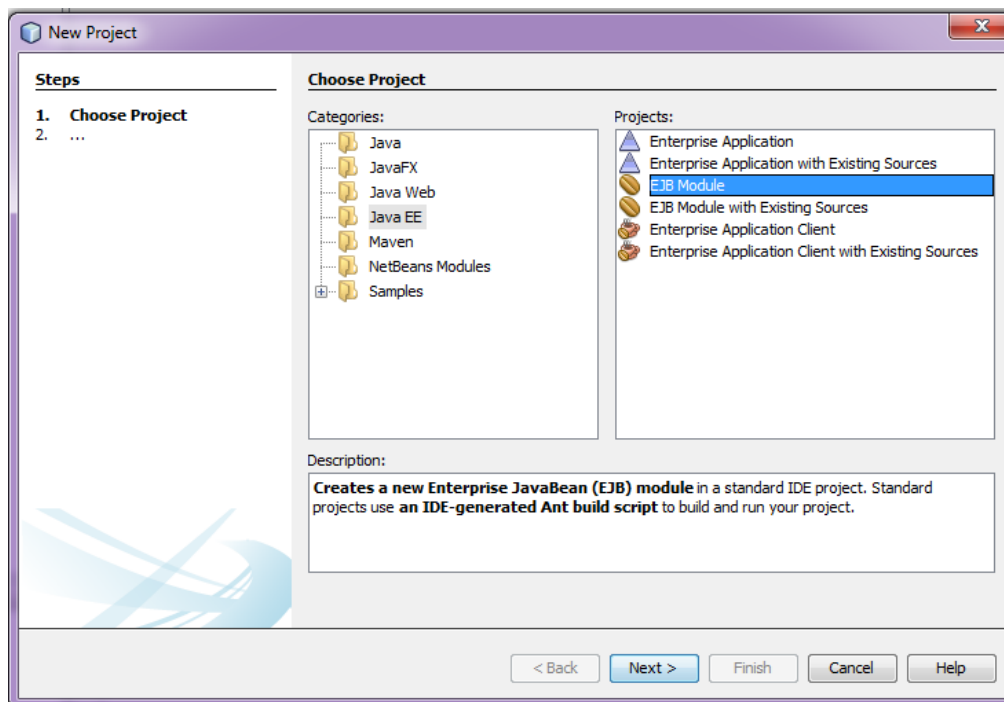 New Project
Steps
1. Choose Project
2. ...
Choose Project
Categories:
Java
JavaFX
Java Web
Java EE
Maven
NetBeans Modules
Samples
Projects:
Enterprise Application
Enterprise Application with Existing Sources
EJB Module
EJB Module with Existing Sources
Enterprise Application Client
Enterprise Application Client with Existing Sources
Description:
Creates a new Enterprise JavaBean (EJB) module in a standard IDE project. Standard
projects use an IDE-generated Ant build script to build and run your project.
< Back Next > Finish Cancel Help